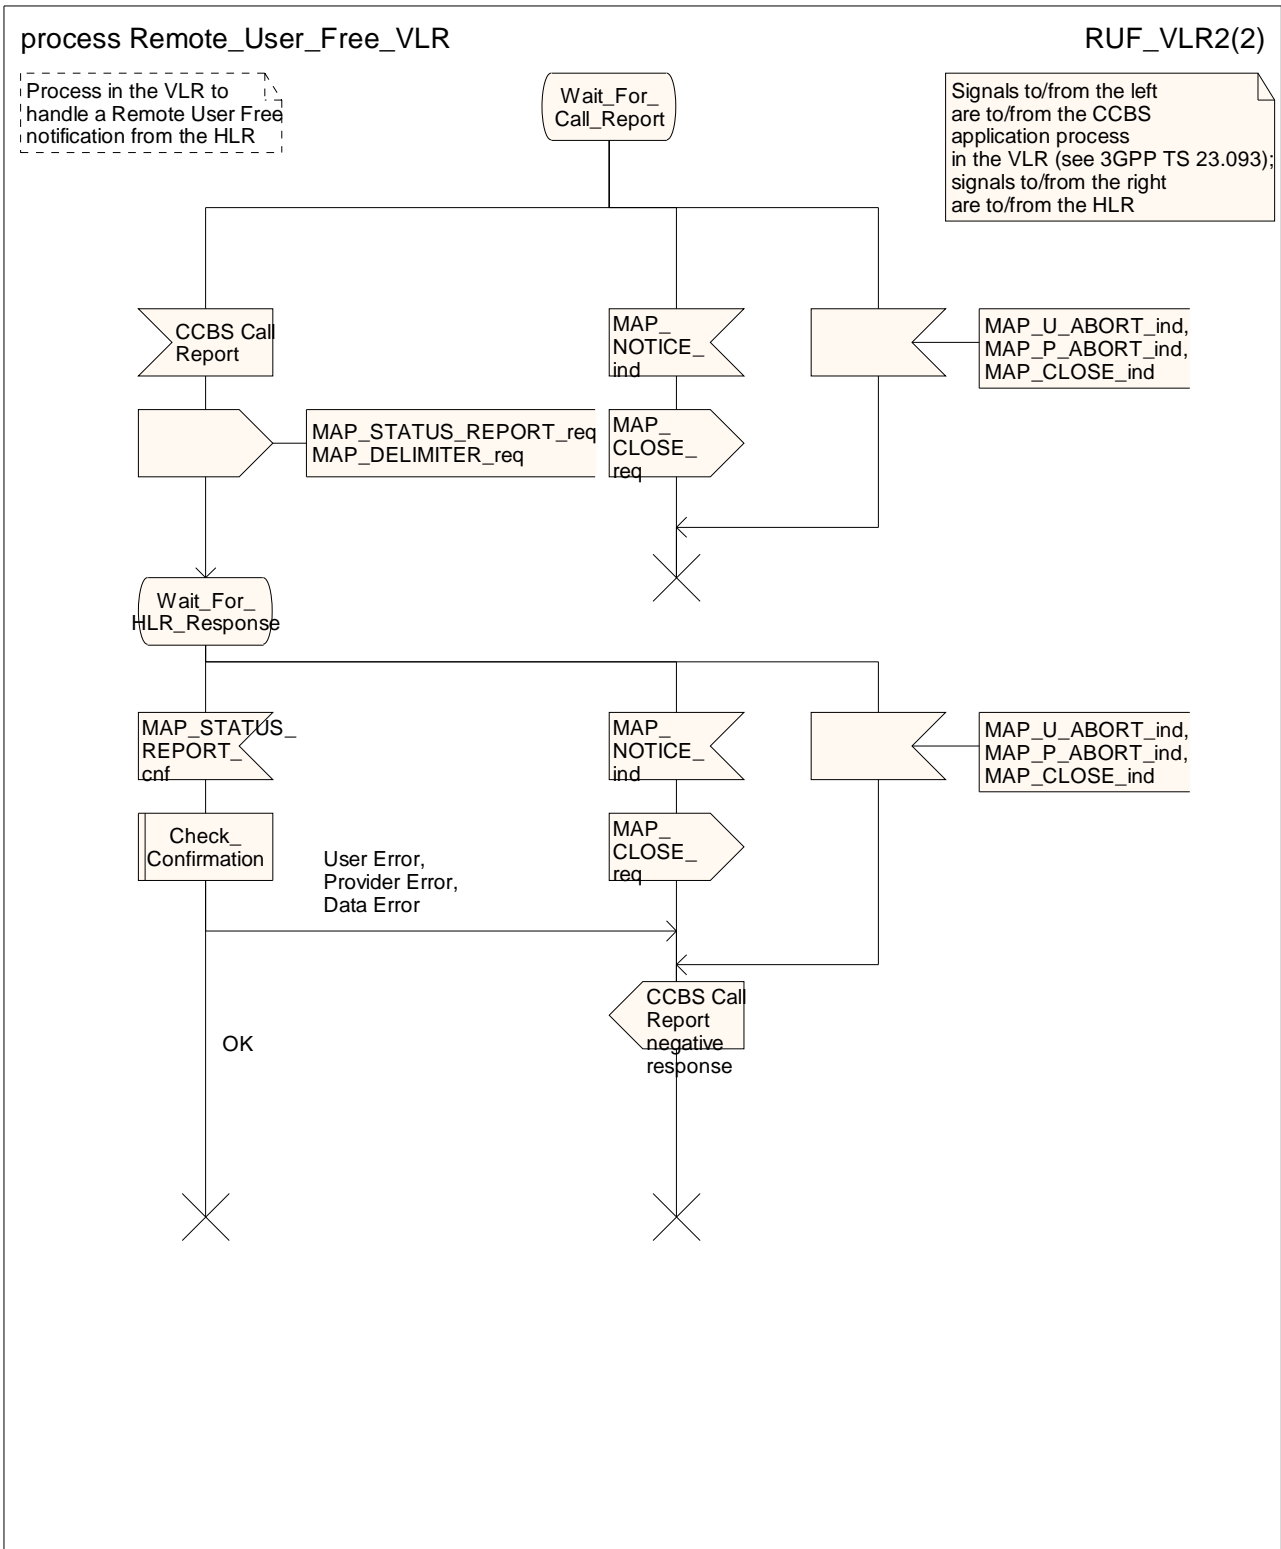 process Remote_User_Free_VLR
RUF_VLR2(2)
Process in the VLR to
handle a Remote User Free
notification from the HLR
Wait_For_
Call_Report
Signals to/from the left
are to/from the CCBS
application process
in the VLR (see 3GPP TS 23.093);
signals to/from the right
are to/from the HLR
CCBS Call
Report
MAP_
NOTICE_
ind
MAP_U_ABORT_ind,
MAP_P_ABORT_ind,
MAP_CLOSE_ind
MAP_STATUS_REPORT_req
MAP_DELIMITER_req
MAP_
CLOSE_
req
Wait_For_
HLR_Response
MAP_STATUS_
REPORT_
cnf
MAP_
NOTICE_
ind
MAP_U_ABORT_ind,
MAP_P_ABORT_ind,
MAP_CLOSE_ind
Check_
Confirmation
User Error,
Provider Error,
Data Error
MAP_
CLOSE_
req
CCBS Call
Report
negative
response
OK